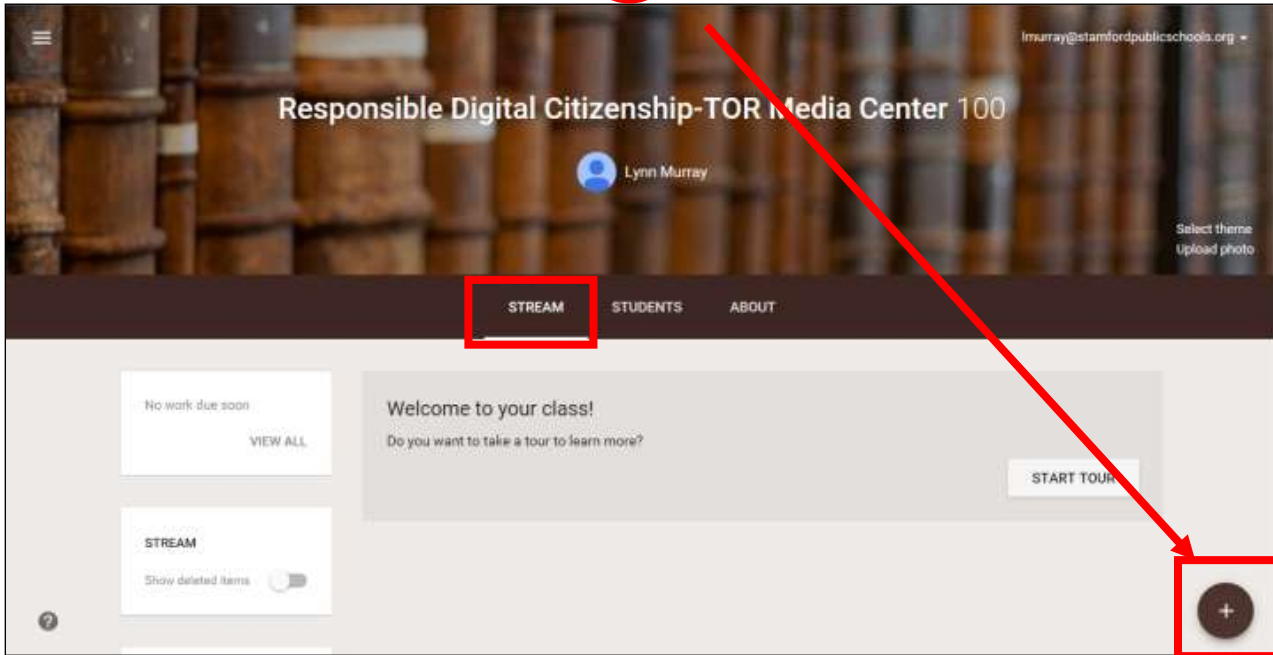 lmurray@stamfordpublicschools.org
Responsible Digital Citizenship-TOR Media Center 100
Lynn Murray
Select theme
Upload photo
STREAM STUDENTS ABOUT
No work due soon
VIEW ALL
Welcome to your class!
Do you want to take a tour to learn more?
START TOUR
STREAM
Show deleted items
?
+